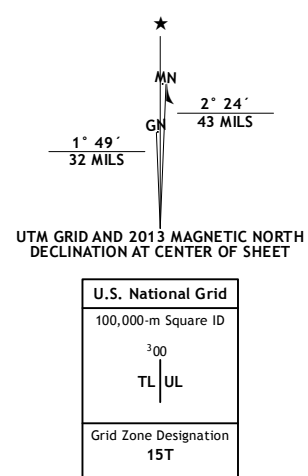 ★
MN
GN
2° 24´
43 MILS
1° 49´
32 MILS
UTM GRID AND 2013 MAGNETIC NORTH
DECLINATION AT CENTER OF SHEET
U.S. National Grid
100,000-m Square ID
³00
TL UL
Grid Zone Designation
15T